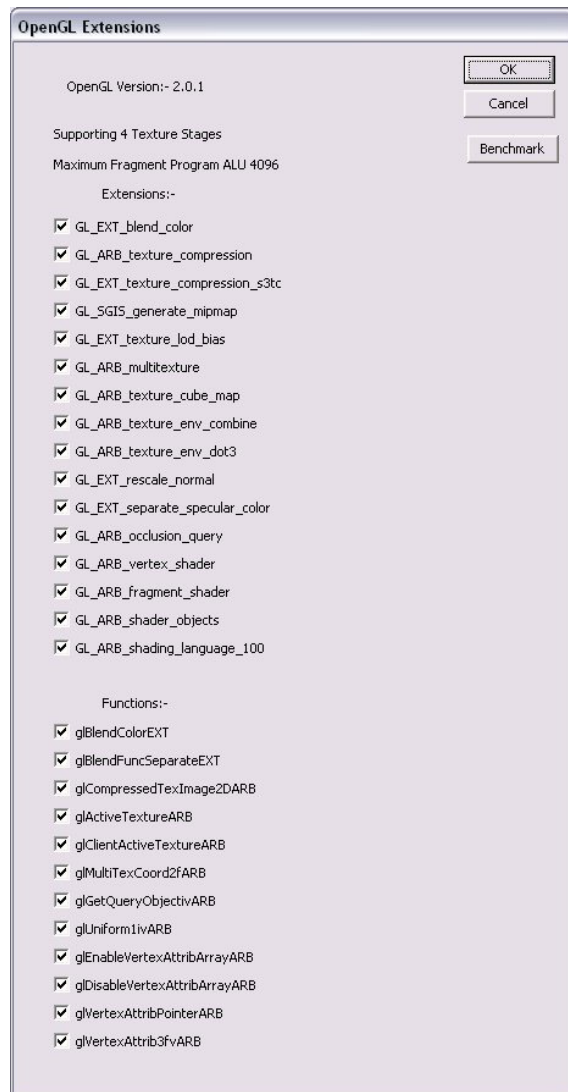 OpenGL Extensions
OpenGL Version:- 2.0.1
OK
Cancel
Supporting 4 Texture Stages
Benchmark
Maximum Fragment Program ALU 4096
Extensions:-
GL_EXT_blend_color
GL_ARB_texture_compression
GL_EXT_texture_compression_s3tc
GL_SGIS_generate_mipmap
GL_EXT_texture_lod_bias
GL_ARB_multitexture
GL_ARB_texture_cube_map
GL_ARB_texture_env_combine
GL_ARB_texture_env_dot3
GL_EXT_rescale_normal
GL_EXT_separate_specular_color
GL_ARB_occlusion_query
GL_ARB_vertex_shader
GL_ARB_fragment_shader
GL_ARB_shader_objects
GL_ARB_shading_language_100
Functions:-
glBlendColorEXT
glBlendFuncSeparateEXT
glCompressedTexImage2DARB
glActiveTextureARB
glClientActiveTextureARB
glMultiTexCoord2fARB
glGetQueryObjectivARB
glUniform1ivARB
glEnableVertexAttribArrayARB
glDisableVertexAttribArrayARB
glVertexAttribPointerARB
glVertexAttrib3fvARB